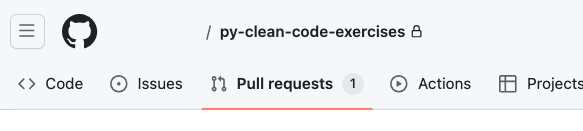 / py-clean-code-exercises
Code Issues Pull requests 1 Actions Projects